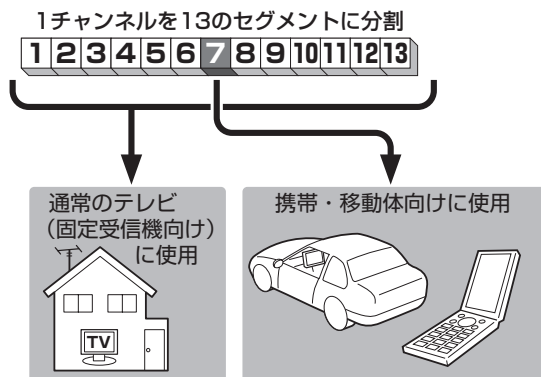 1チャンネルを13のセグメントに分割
1 2 3 4 5 6 7 8 9 10 11 12 13
通常のテレビ
(固定受信機向け)
に使用
TV
携帯・移動体向けに使用